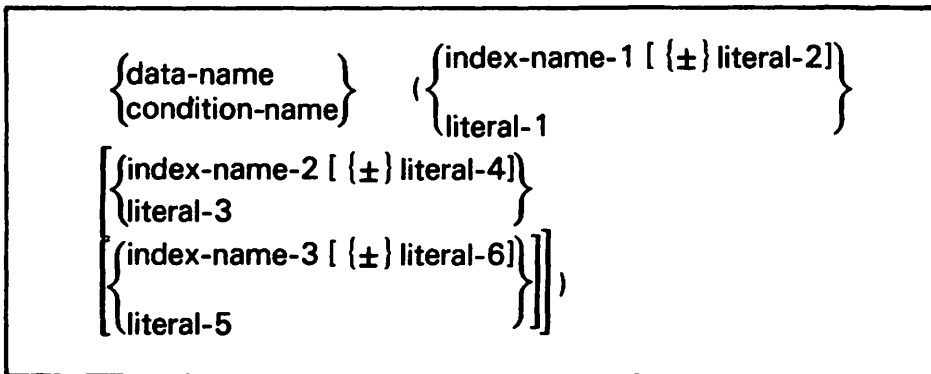 {data-name
condition-name} ({index-name-1 [ {±} literal-2]
literal-1}
[{index-name-2 [ {±} literal-4]
literal-3}
[{index-name-3 [ {±} literal-6]
literal-5}]])